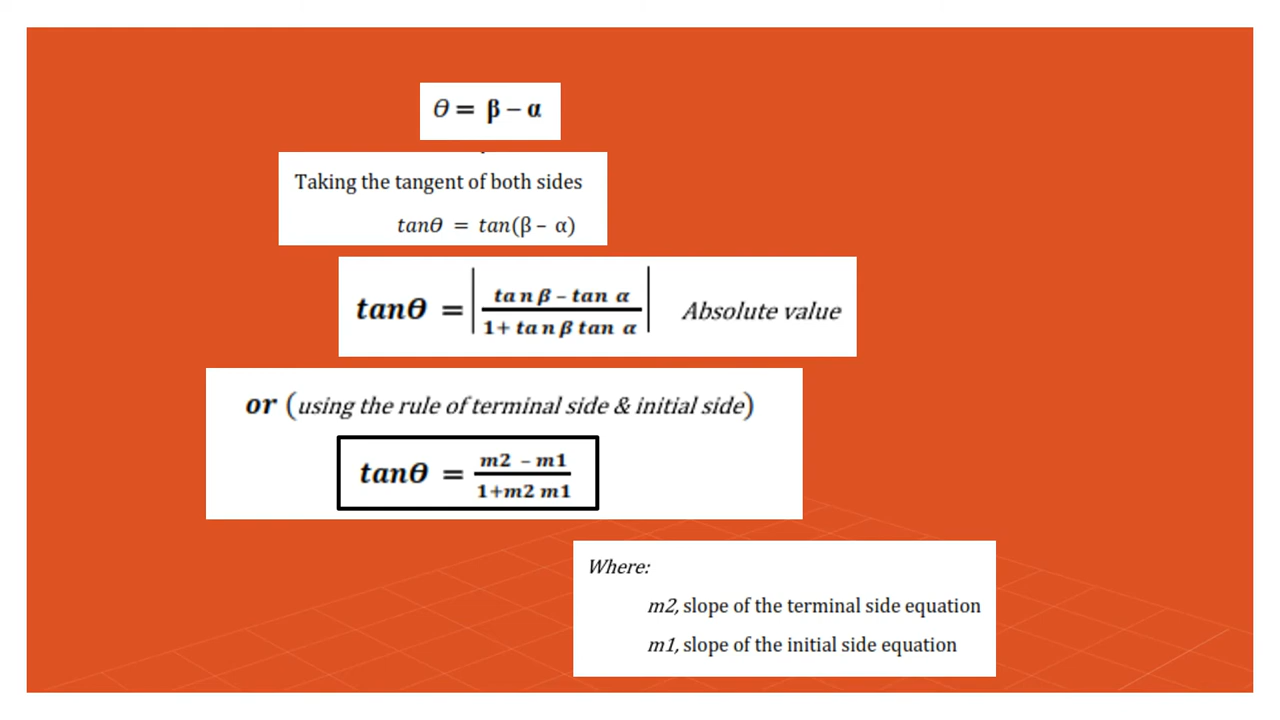 θ = β – α
Taking the tangent of both sides
tanθ = tan(β – α)
tanθ = | (tan β – tan α) / (1+ tan β tan α) | Absolute value
or (using the rule of terminal side & initial side)
tanθ = (m2 – m1) / (1+m2 m1)
Where:
m2, slope of the terminal side equation
m1, slope of the initial side equation